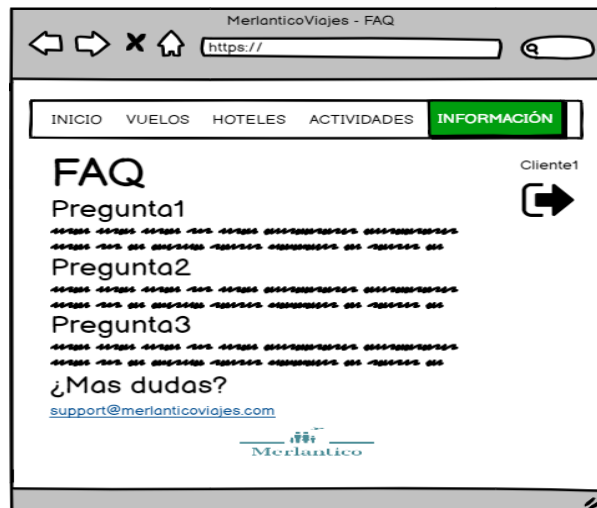 MerlanticoViajes - FAQ
https://
INICIO VUELOS HOTELES ACTIVIDADES INFORMACIÓN
FAQ
Cliente1
Pregunta1
Pregunta2
Pregunta3
¿Mas dudas?
support@merlanticoviajes.com
Merlantico